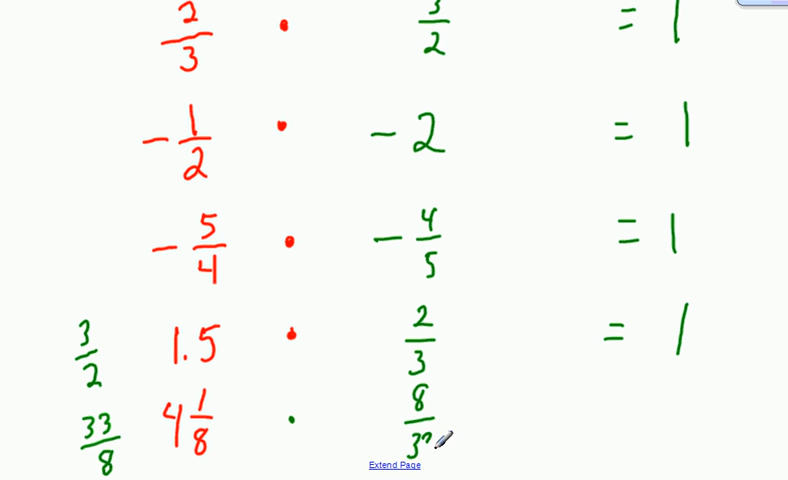 2/3 · 3/2 = 1
-1/2 · -2 = 1
-5/4 · -4/5 = 1
3/2 1.5 · 2/3 = 1
33/8 4 1/8 · 8/3
Extend Page